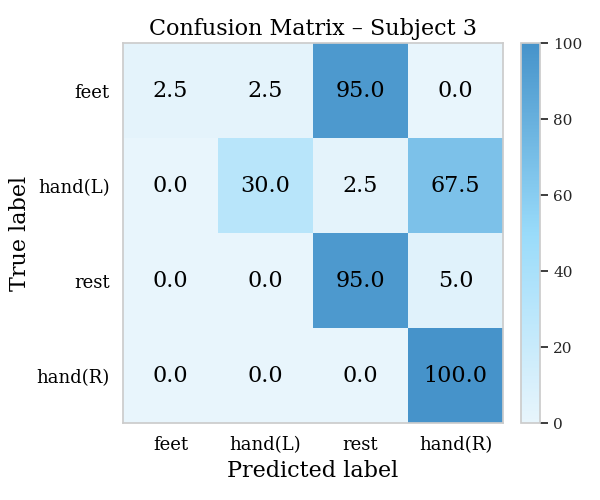 Confusion Matrix – Subject 3
feet 2.5 2.5 95.0 0.0
hand(L) 0.0 30.0 2.5 67.5
rest 0.0 0.0 95.0 5.0
hand(R) 0.0 0.0 0.0 100.0
feet hand(L) rest hand(R)
Predicted label
True label
100
80
60
40
20
0